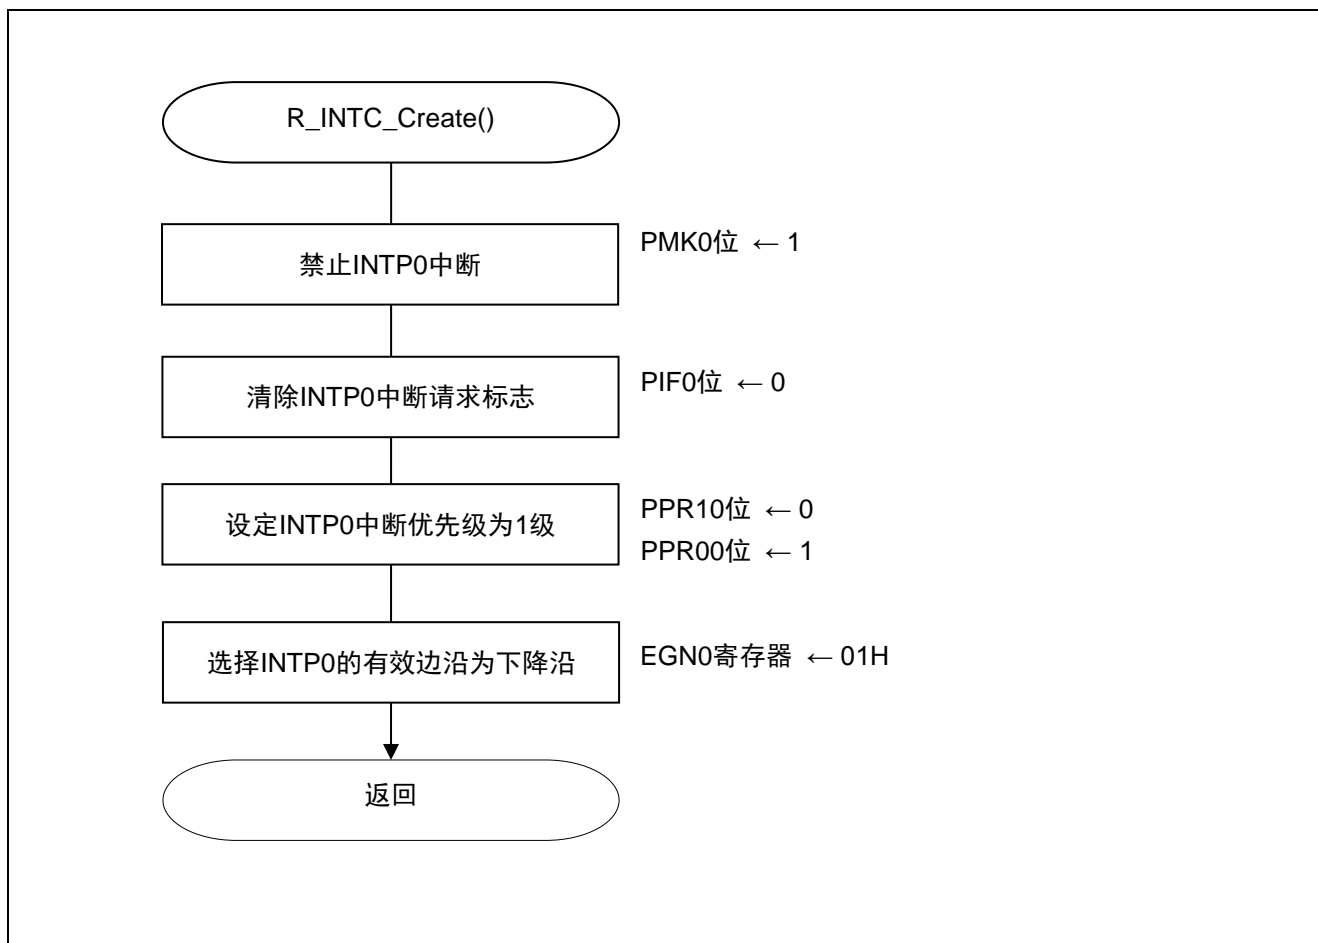 R_INTC_Create()
禁止INTP0中断
PMK0位 ← 1
清除INTP0中断请求标志
PIF0位 ← 0
设定INTP0中断优先级为1级
PPR10位 ← 0
PPR00位 ← 1
选择INTP0的有效边沿为下降沿
EGN0寄存器 ← 01H
返回